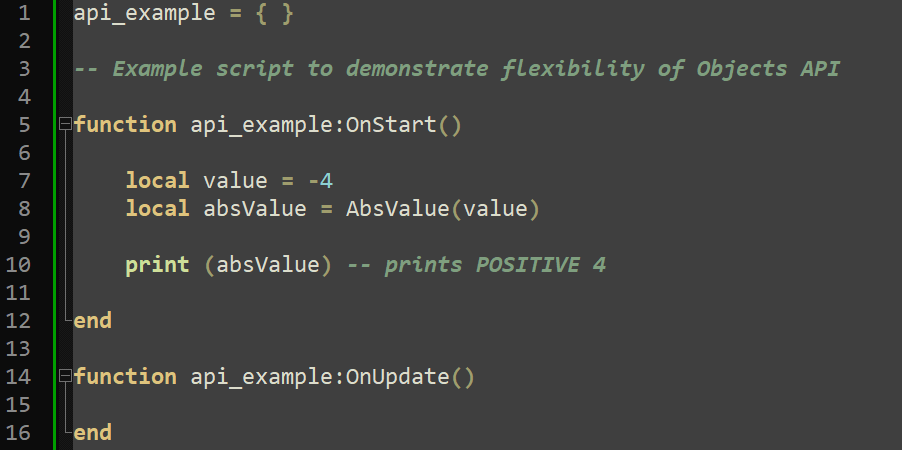 1 api_example = { }
2
3 -- Example script to demonstrate flexibility of Objects API
4
5 function api_example:OnStart()
6
7 local value = -4
8 local absValue = AbsValue(value)
9
10 print (absValue) -- prints POSITIVE 4
11
12 end
13
14 function api_example:OnUpdate()
15
16 end